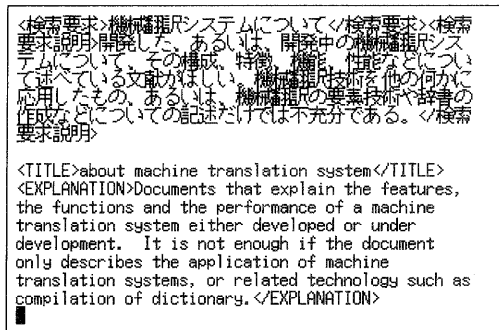 <検索要求>機械翻訳システムについて</検索要求><検索
要求説明>開発した、あるいは、開発中の機械翻訳シス
テムについて、その構成、特徴、機能、性能などについ
て述べている文献がほしい。機械翻訳技術を他の何かに
応用したもの、あるいは、機械翻訳の要素技術や辞書の
作成などについての記述だけでは不充分である。</検索
要求説明>
<TITLE>about machine translation system</TITLE>
<EXPLANATION>Documents that explain the features,
the functions and the performance of a machine
translation system either developed or under
development.  It is not enough if the document
only describes the application of machine
translation systems, or related technology such as
compilation of dictionary.</EXPLANATION>